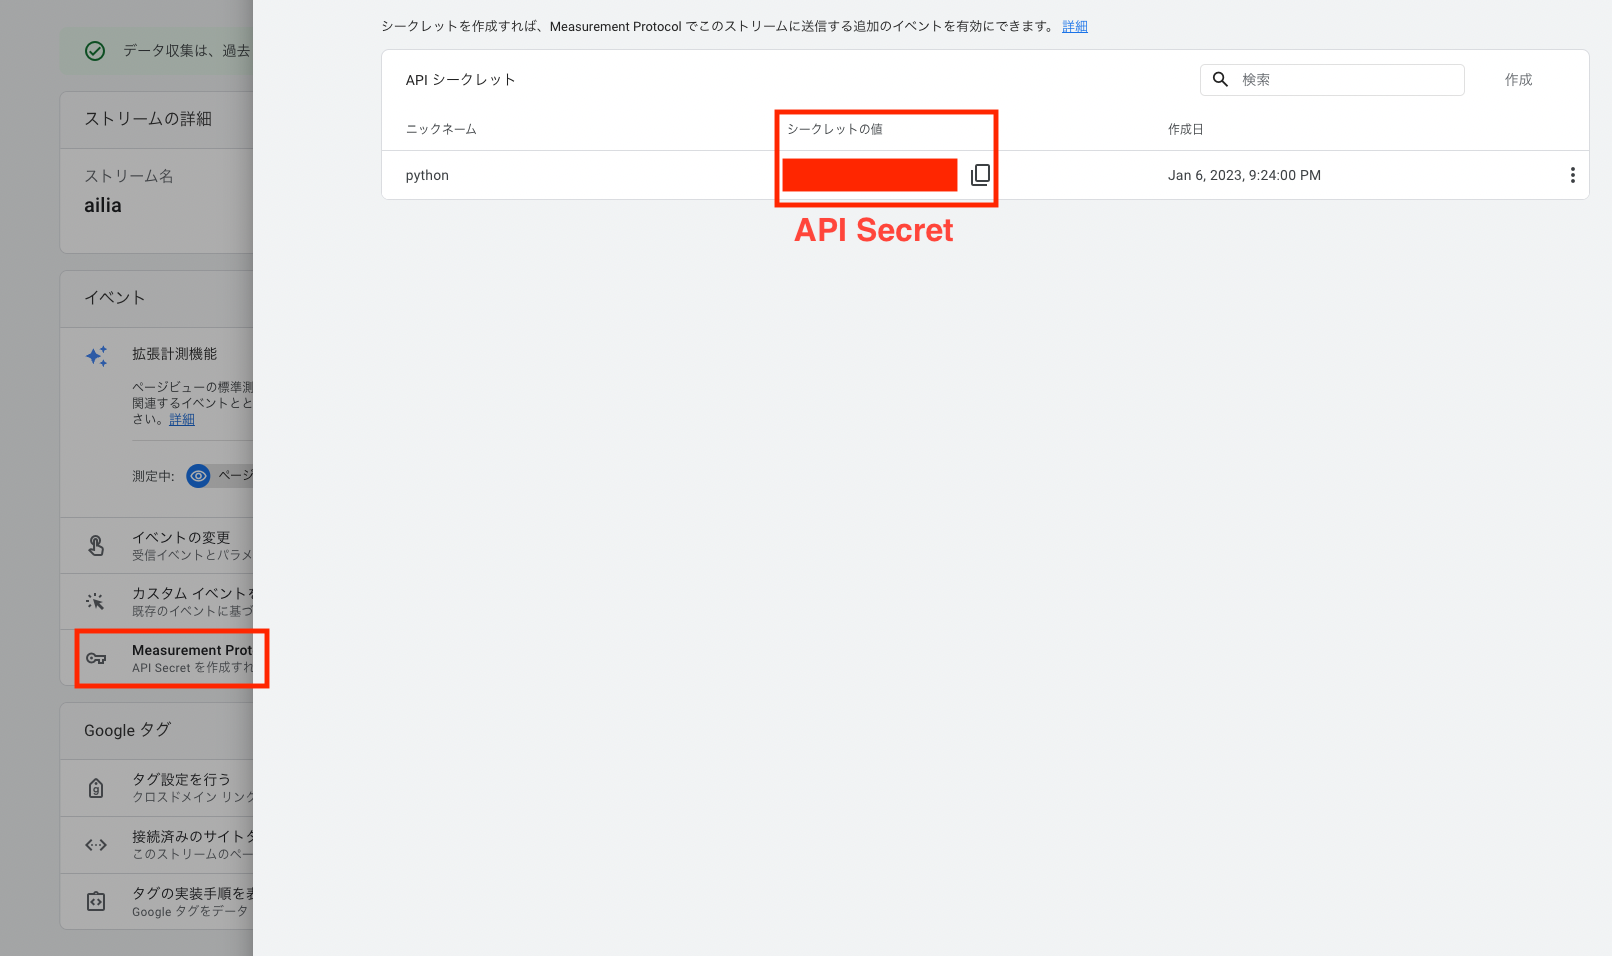 シークレットを作成すれば、Measurement Protocol でこのストリームに送信する追加のイベントを有効にできます。 詳細
API シークレット
検索
作成
ニックネーム
シークレットの値
作成日
python
Jan 6, 2023, 9:24:00 PM
API Secret
データ収集は、過去
ストリームの詳細
ストリーム名
ailia
イベント
拡張計測機能
ページビューの標準測
関連するイベントとと
さい。詳細
測定中:
ページ
イベントの変更
受信イベントとパラメ
カスタム イベントを
既存のイベントに基づ
Measurement Prot
API Secret を作成すれ
Google タグ
タグ設定を行う
クロスドメイン リンク
接続済みのサイトタ
このストリームのペー
タグの実装手順を表
Google タグをデータ